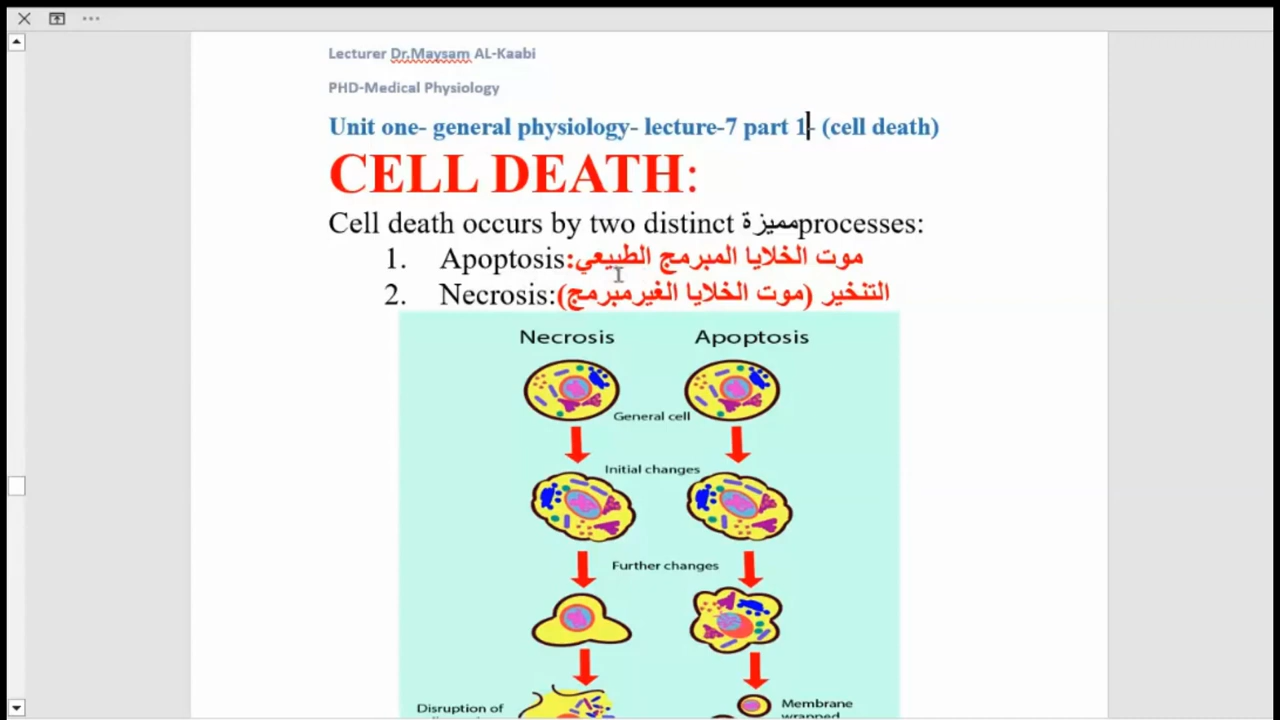 Lecturer Dr,Maysam AL-Kaabi
PHD-Medical Physiology
Unit one- general physiology- lecture-7 part 1- (cell death)
CELL DEATH:
Cell death occurs by two distinct مميزة processes:
1. Apoptosis: موت الخلايا المبرمج الطبيعي
2. Necrosis: التنخير (موت الخلايا الغيرمبرمج)
Necrosis Apoptosis
General cell
Initial changes
Further changes
Disruption of
Membrane
wrapped